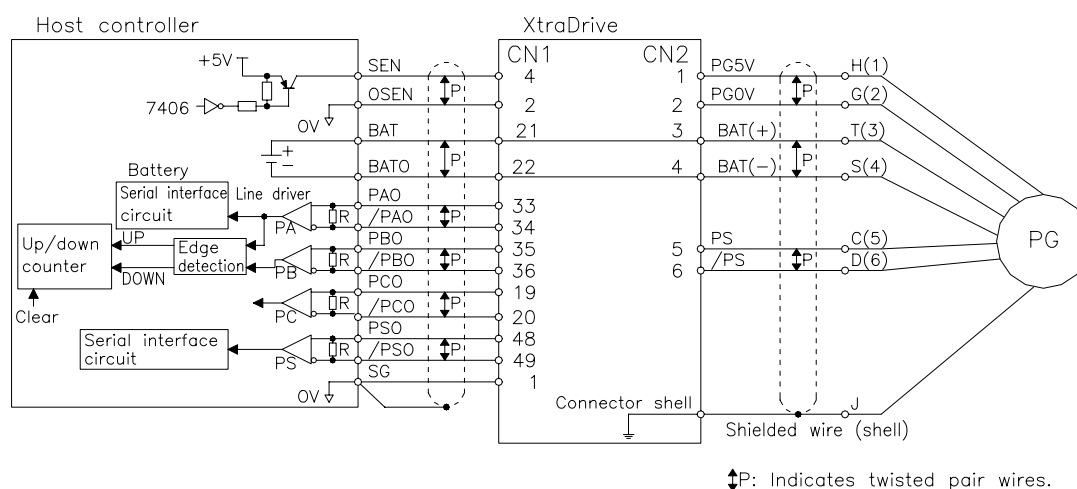 Host controller
XtraDrive
+5V
7406
0V
Battery
Serial interface
circuit
Line driver
Up/down
counter
UP
DOWN
Edge
detection
Clear
Serial interface
circuit
PA
PB
PC
PS
R
R
R
R
0V
SEN
OSEN
BAT
BATO
PAO
/PAO
PBO
/PBO
PCO
/PCO
PSO
/PSO
SG
P
P
P
P
P
P
CN1
4
2
21
22
33
34
35
36
19
20
48
49
1
CN2
1
2
3
4
5
6
Connector shell
PG5V
PG0V
BAT(+)
BAT(−)
PS
/PS
P
P
P
H(1)
G(2)
T(3)
S(4)
C(5)
D(6)
J
PG
Shielded wire (shell)
P: Indicates twisted pair wires.